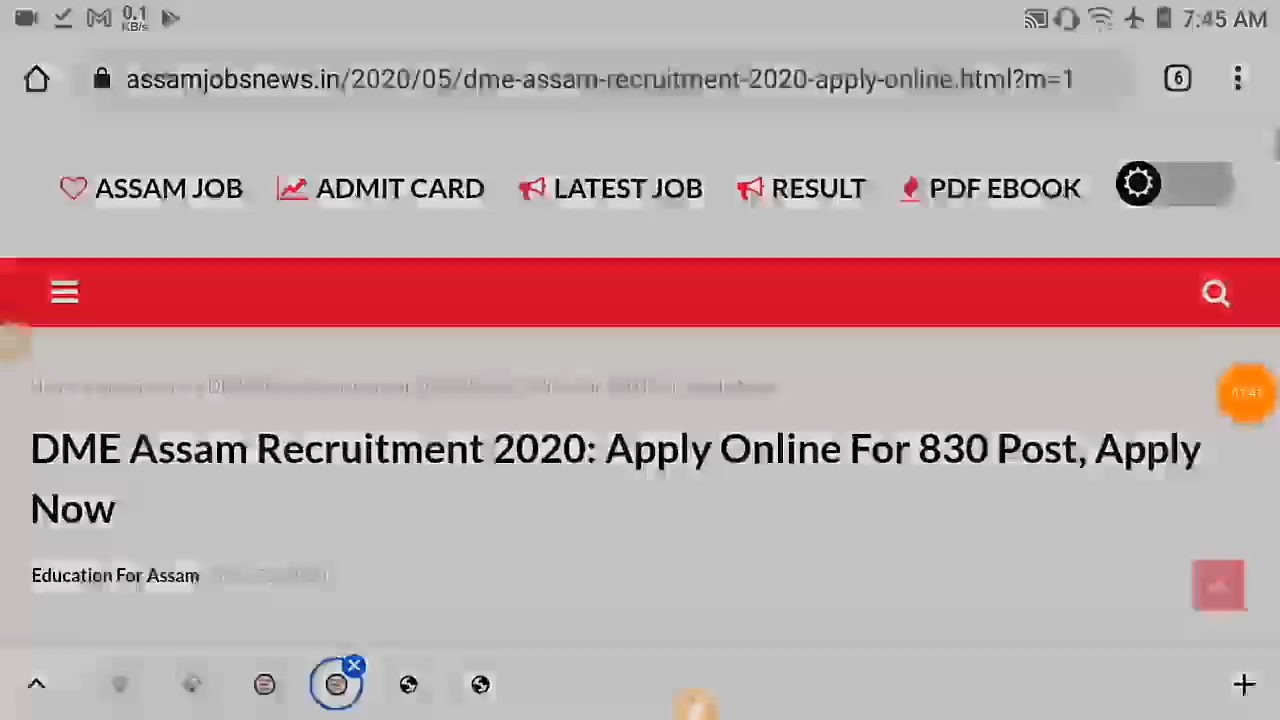 0.1
KB/s
7:45 AM
assamjobsnews.in/2020/05/dme-assam-recruitment-2020-apply-online.html?m=1
6
ASSAM JOB ADMIT CARD LATEST JOB RESULT PDF EBOOK
01:41
DME Assam Recruitment 2020: Apply Online For 830 Post, Apply
Now
Education For Assam